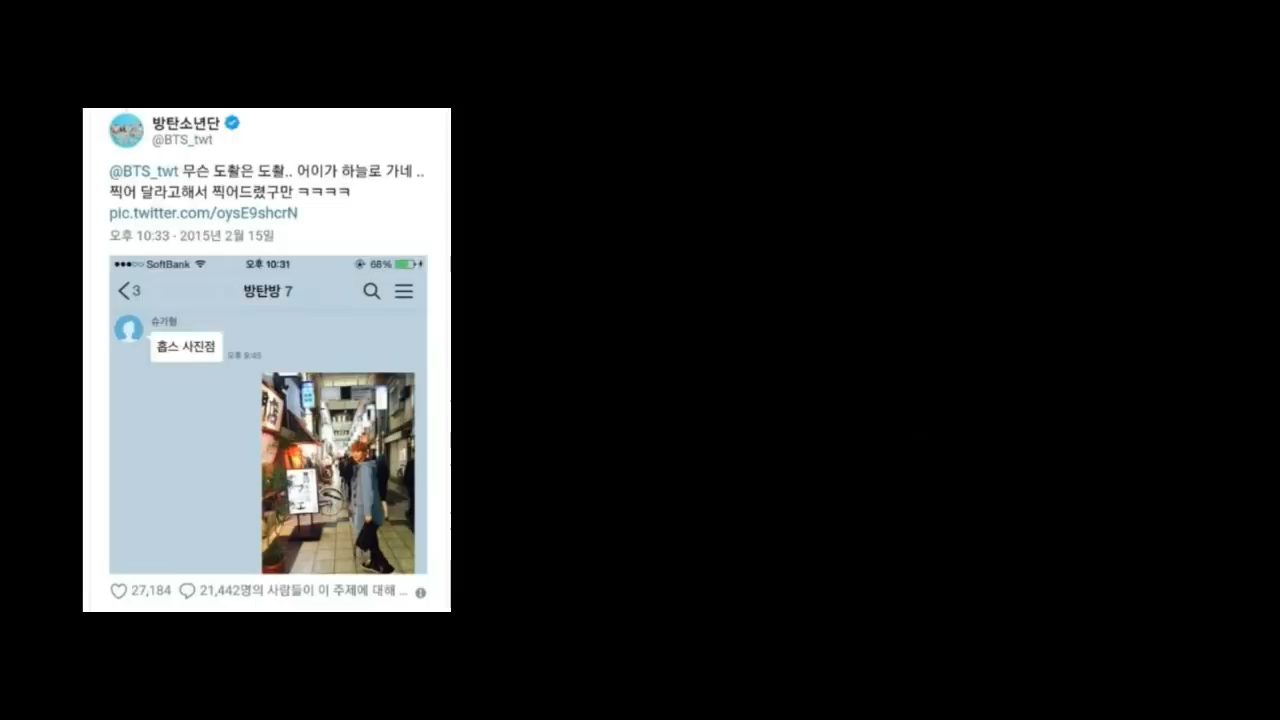 방탄소년단
@BTS_twt
@BTS_twt 무슨 도촬은 도촬.. 어이가 하늘로 가네 ..
찍어 달라고해서 찍어드렸구만 ㅋㅋㅋㅋ
pic.twitter.com/oysE9shcrN
오후 10:33 - 2015년 2월 15일
SoftBank 오후 10:31 68%
3 방탄방 7
슈가형
홉스 사진점
오후 8:45
27,184 21,442명의 사람들이 이 주제에 대해 ...